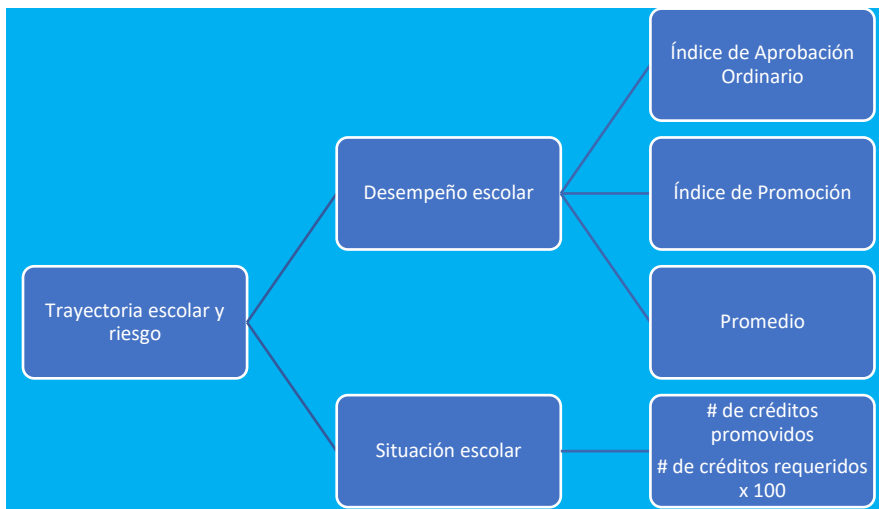 Trayectoria escolar y
riesgo
Desempeño escolar
Índice de Aprobación
Ordinario
Índice de Promoción
Promedio
Situación escolar
# de créditos
promovidos
# de créditos requeridos
x 100